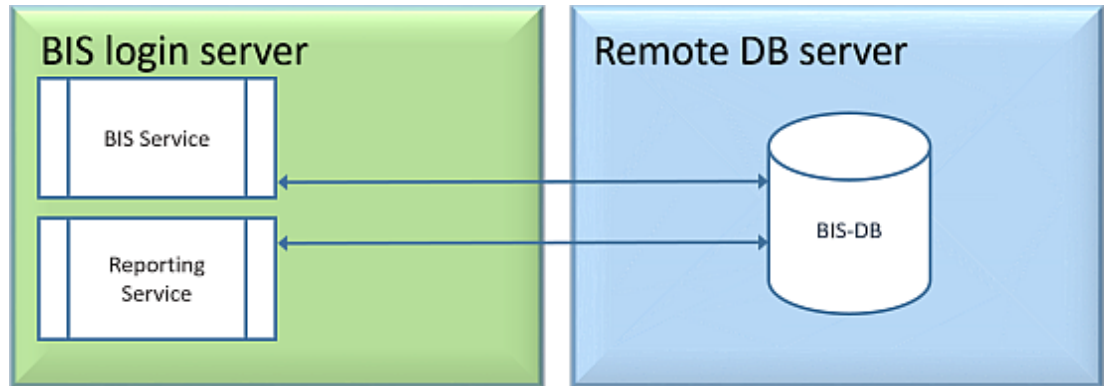 BIS login server
BIS Service
Reporting
Service
Remote DB server
BIS-DB